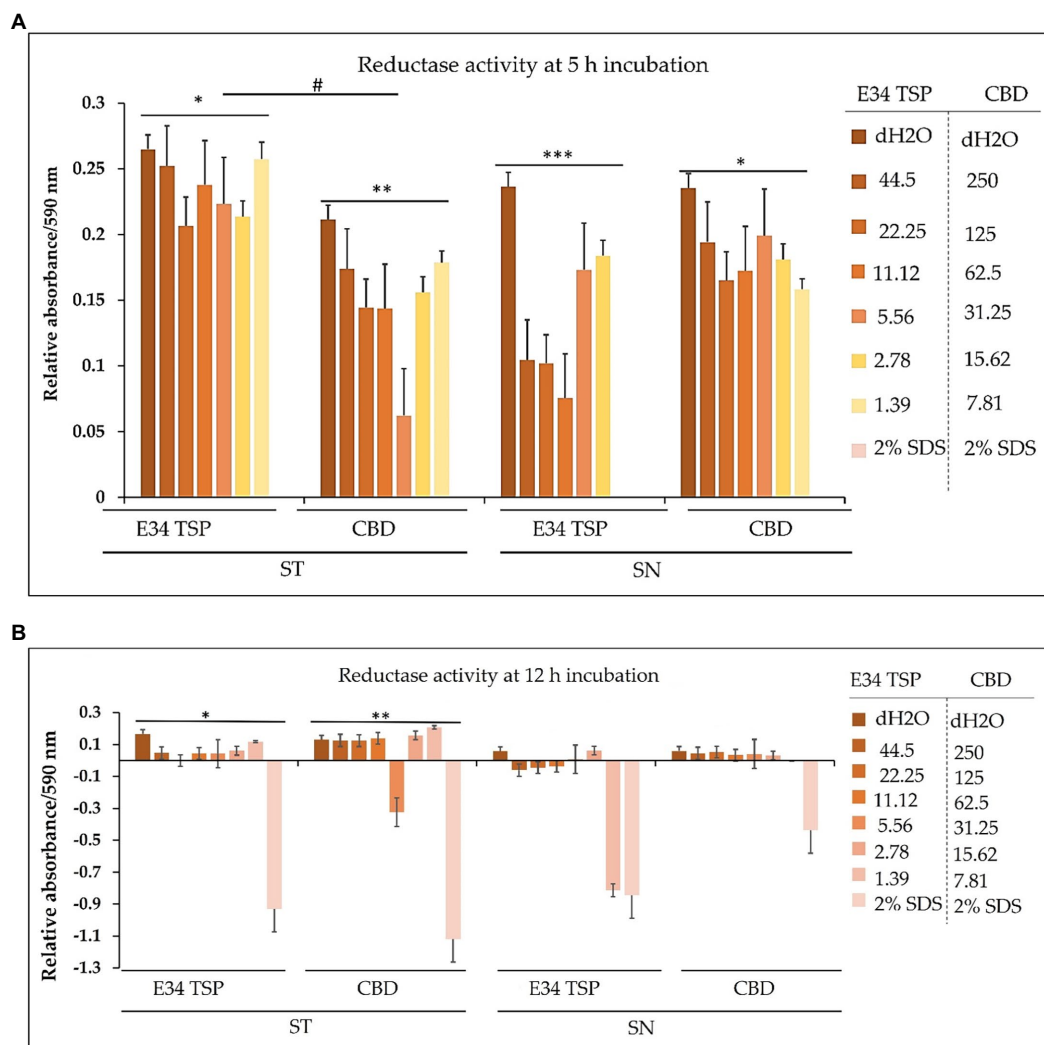 A
Reductase activity at 5 h incubation
*
#
**
***
*
Relative absorbance/590 nm
0.3
0.25
0.2
0.15
0.1
0.05
0
E34 TSP CBD E34 TSP CBD
ST SN
E34 TSP CBD
dH2O dH2O
44.5 250
22.25 125
11.12 62.5
5.56 31.25
2.78 15.62
1.39 7.81
2% SDS 2% SDS
B
Reductase activity at 12 h incubation
* **
Relative absorbance/590 nm
0.3
0.1
-0.1
-0.3
-0.5
-0.7
-0.9
-1.1
-1.3
E34 TSP CBD E34 TSP CBD
ST SN
E34 TSP CBD
dH2O dH2O
44.5 250
22.25 125
11.12 62.5
5.56 31.25
2.78 15.62
1.39 7.81
2% SDS 2% SDS